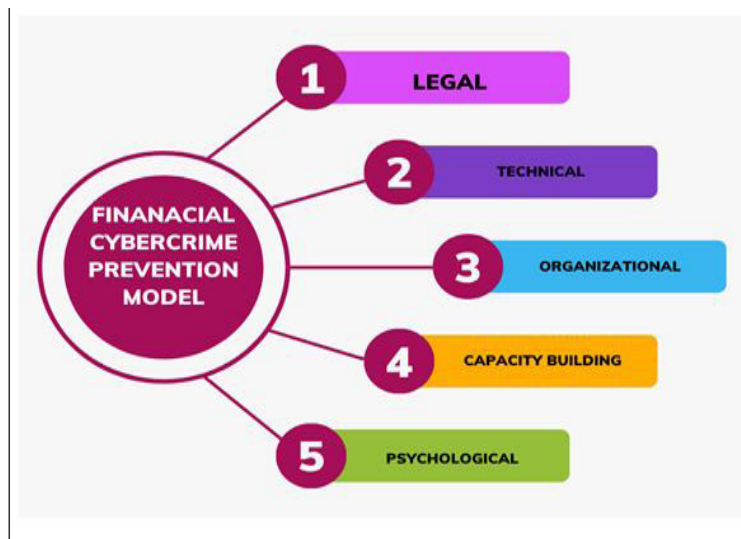 FINANACIAL
CYBERCRIME
PREVENTION
MODEL
1 LEGAL
2 TECHNICAL
3 ORGANIZATIONAL
4 CAPACITY BUILDING
5 PSYCHOLOGICAL